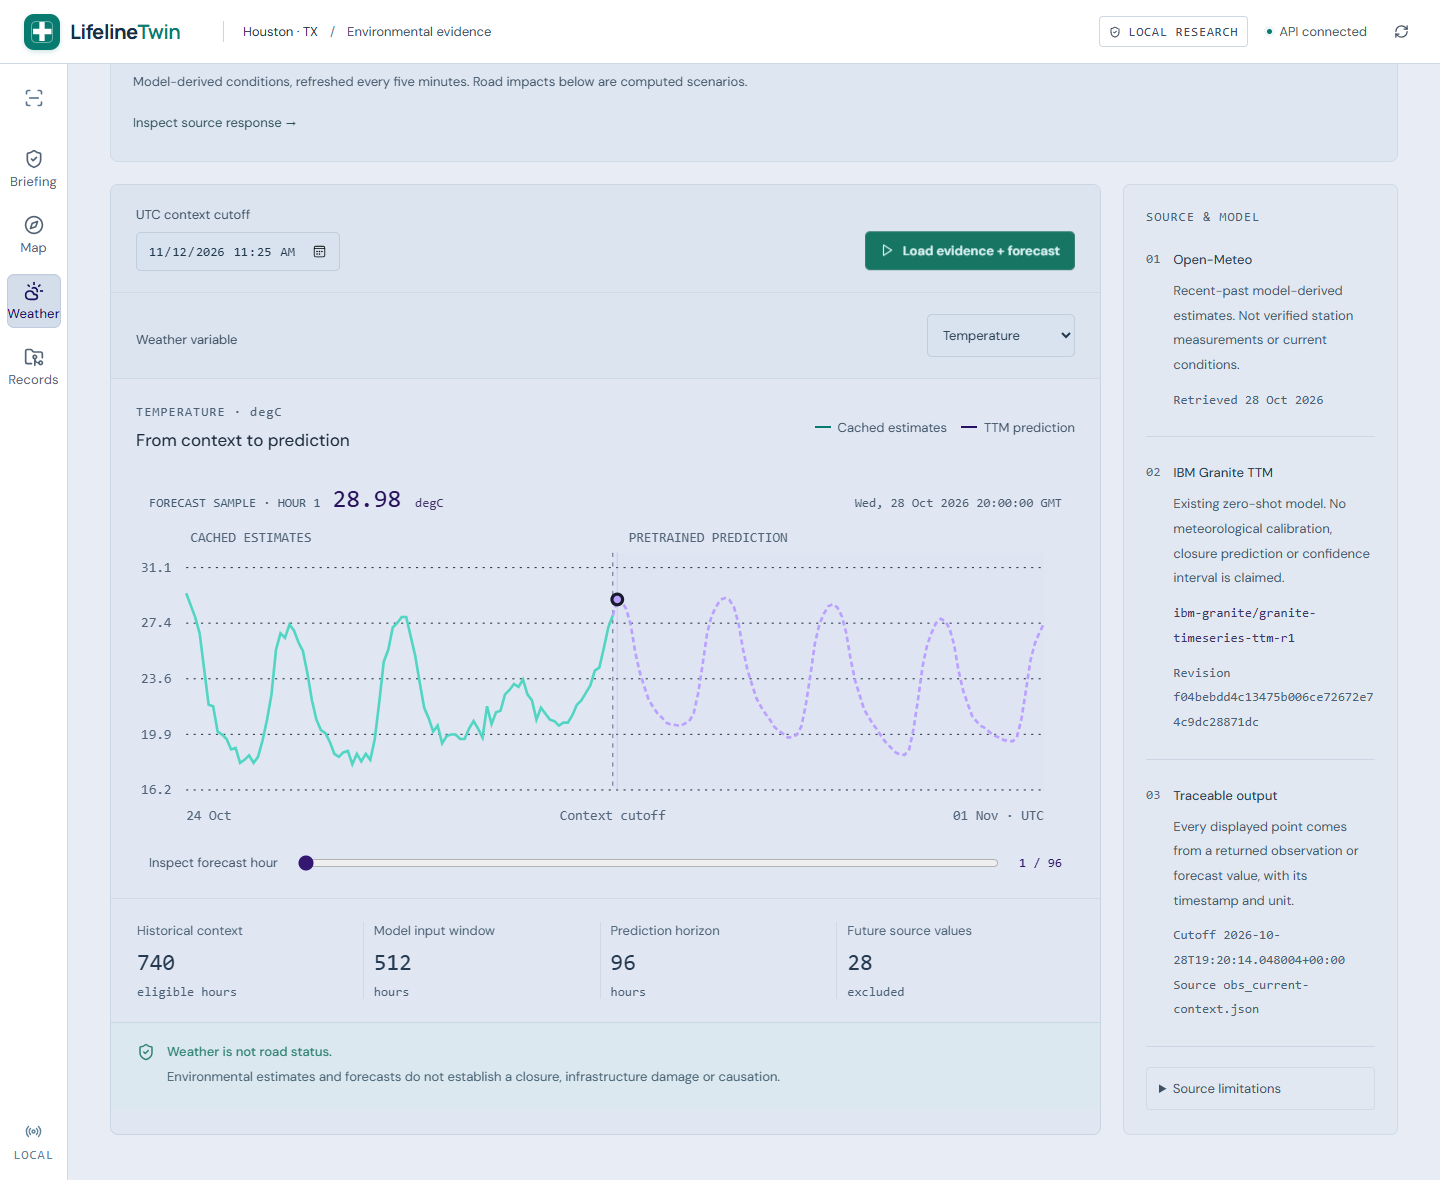 LifelineTwin
Houston · TX / Environmental evidence
LOCAL RESEARCH
API connected
Briefing
Map
Weather
Records
LOCAL
Model-derived conditions, refreshed every five minutes. Road impacts below are computed scenarios.
Inspect source response →
UTC context cutoff
11/12/2026 11:25 AM
Load evidence + forecast
Weather variable
Temperature
TEMPERATURE · degC
From context to prediction
Cached estimates
TTM prediction
FORECAST SAMPLE · HOUR 1 28.98 degC
Wed, 28 Oct 2026 20:00:00 GMT
CACHED ESTIMATES
PRETRAINED PREDICTION
31.1
27.4
23.6
19.9
16.2
24 Oct
Context cutoff
01 Nov · UTC
Inspect forecast hour
1 / 96
Historical context
740
eligible hours
Model input window
512
hours
Prediction horizon
96
hours
Future source values
28
excluded
Weather is not road status.
Environmental estimates and forecasts do not establish a closure, infrastructure damage or causation.
SOURCE & MODEL
01 Open-Meteo
Recent-past model-derived
estimates. Not verified station
measurements or current
conditions.
Retrieved 28 Oct 2026
02 IBM Granite TTM
Existing zero-shot model. No
meteorological calibration,
closure prediction or confidence
interval is claimed.
ibm-granite/granite-
timeseries-ttm-r1
Revision
f04bebdd4c13475b006ce72672e7
4c9dc28871dc
03 Traceable output
Every displayed point comes
from a returned observation or
forecast value, with its
timestamp and unit.
Cutoff 2026-10-
28T19:20:14.048004+00:00
Source obs_current-
context.json
Source limitations